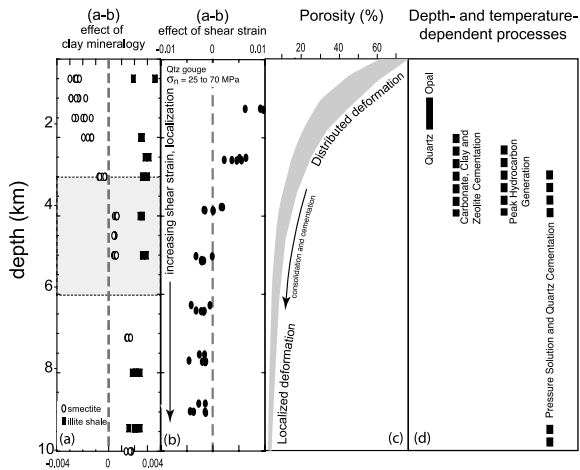 (a-b)
effect of
clay mineralogy
(a-b)
effect of shear strain
-0.01
0
0.01
Porosity (%)
0
20
40
60
Depth- and temperature-
dependent processes
depth (km)
2
4
6
8
10
smectite
illite shale
(a)
-0.004
0
0.004
Qtz gouge
σn = 25 to 70 MPa
increasing shear strain, localization
(b)
Distributed deformation
consolidation and cementation
Localized deformation
(c)
Opal
Quartz
Carbonate, Clay and
Zeolite Cementation
Peak Hydrocarbon
Generation
Pressure Solution and Quartz Cementation
(d)